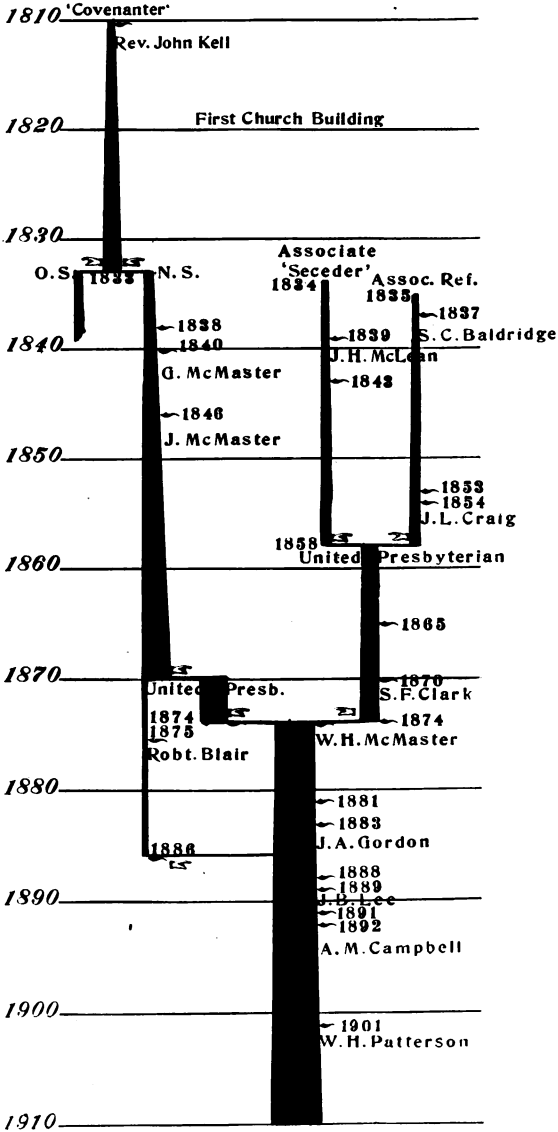 1810 'Covenanter'
Rev. John Kell
1820 First Church Building
1830
Associate
'Seceder'
O.S. 1833 N.S.
1834 Assoc. Ref.
1835
1837
1838 S.C. Baldridge
1839
1840 1840 J.H. McLean
G. McMaster 1843
1846
J. McMaster
1850
1853
1854
J.L. Craig
1858
United Presbyterian
1860
1865
1870 1870
United Presb. S.F. Clark
1874 1874
1875 W.H. McMaster
Robt. Blair
1880
1881
1883
J.A. Gordon
1886
1888
1889
1890 J.B. Lee
1891
1892
A.M. Campbell
1900
1901
W.H. Patterson
1910